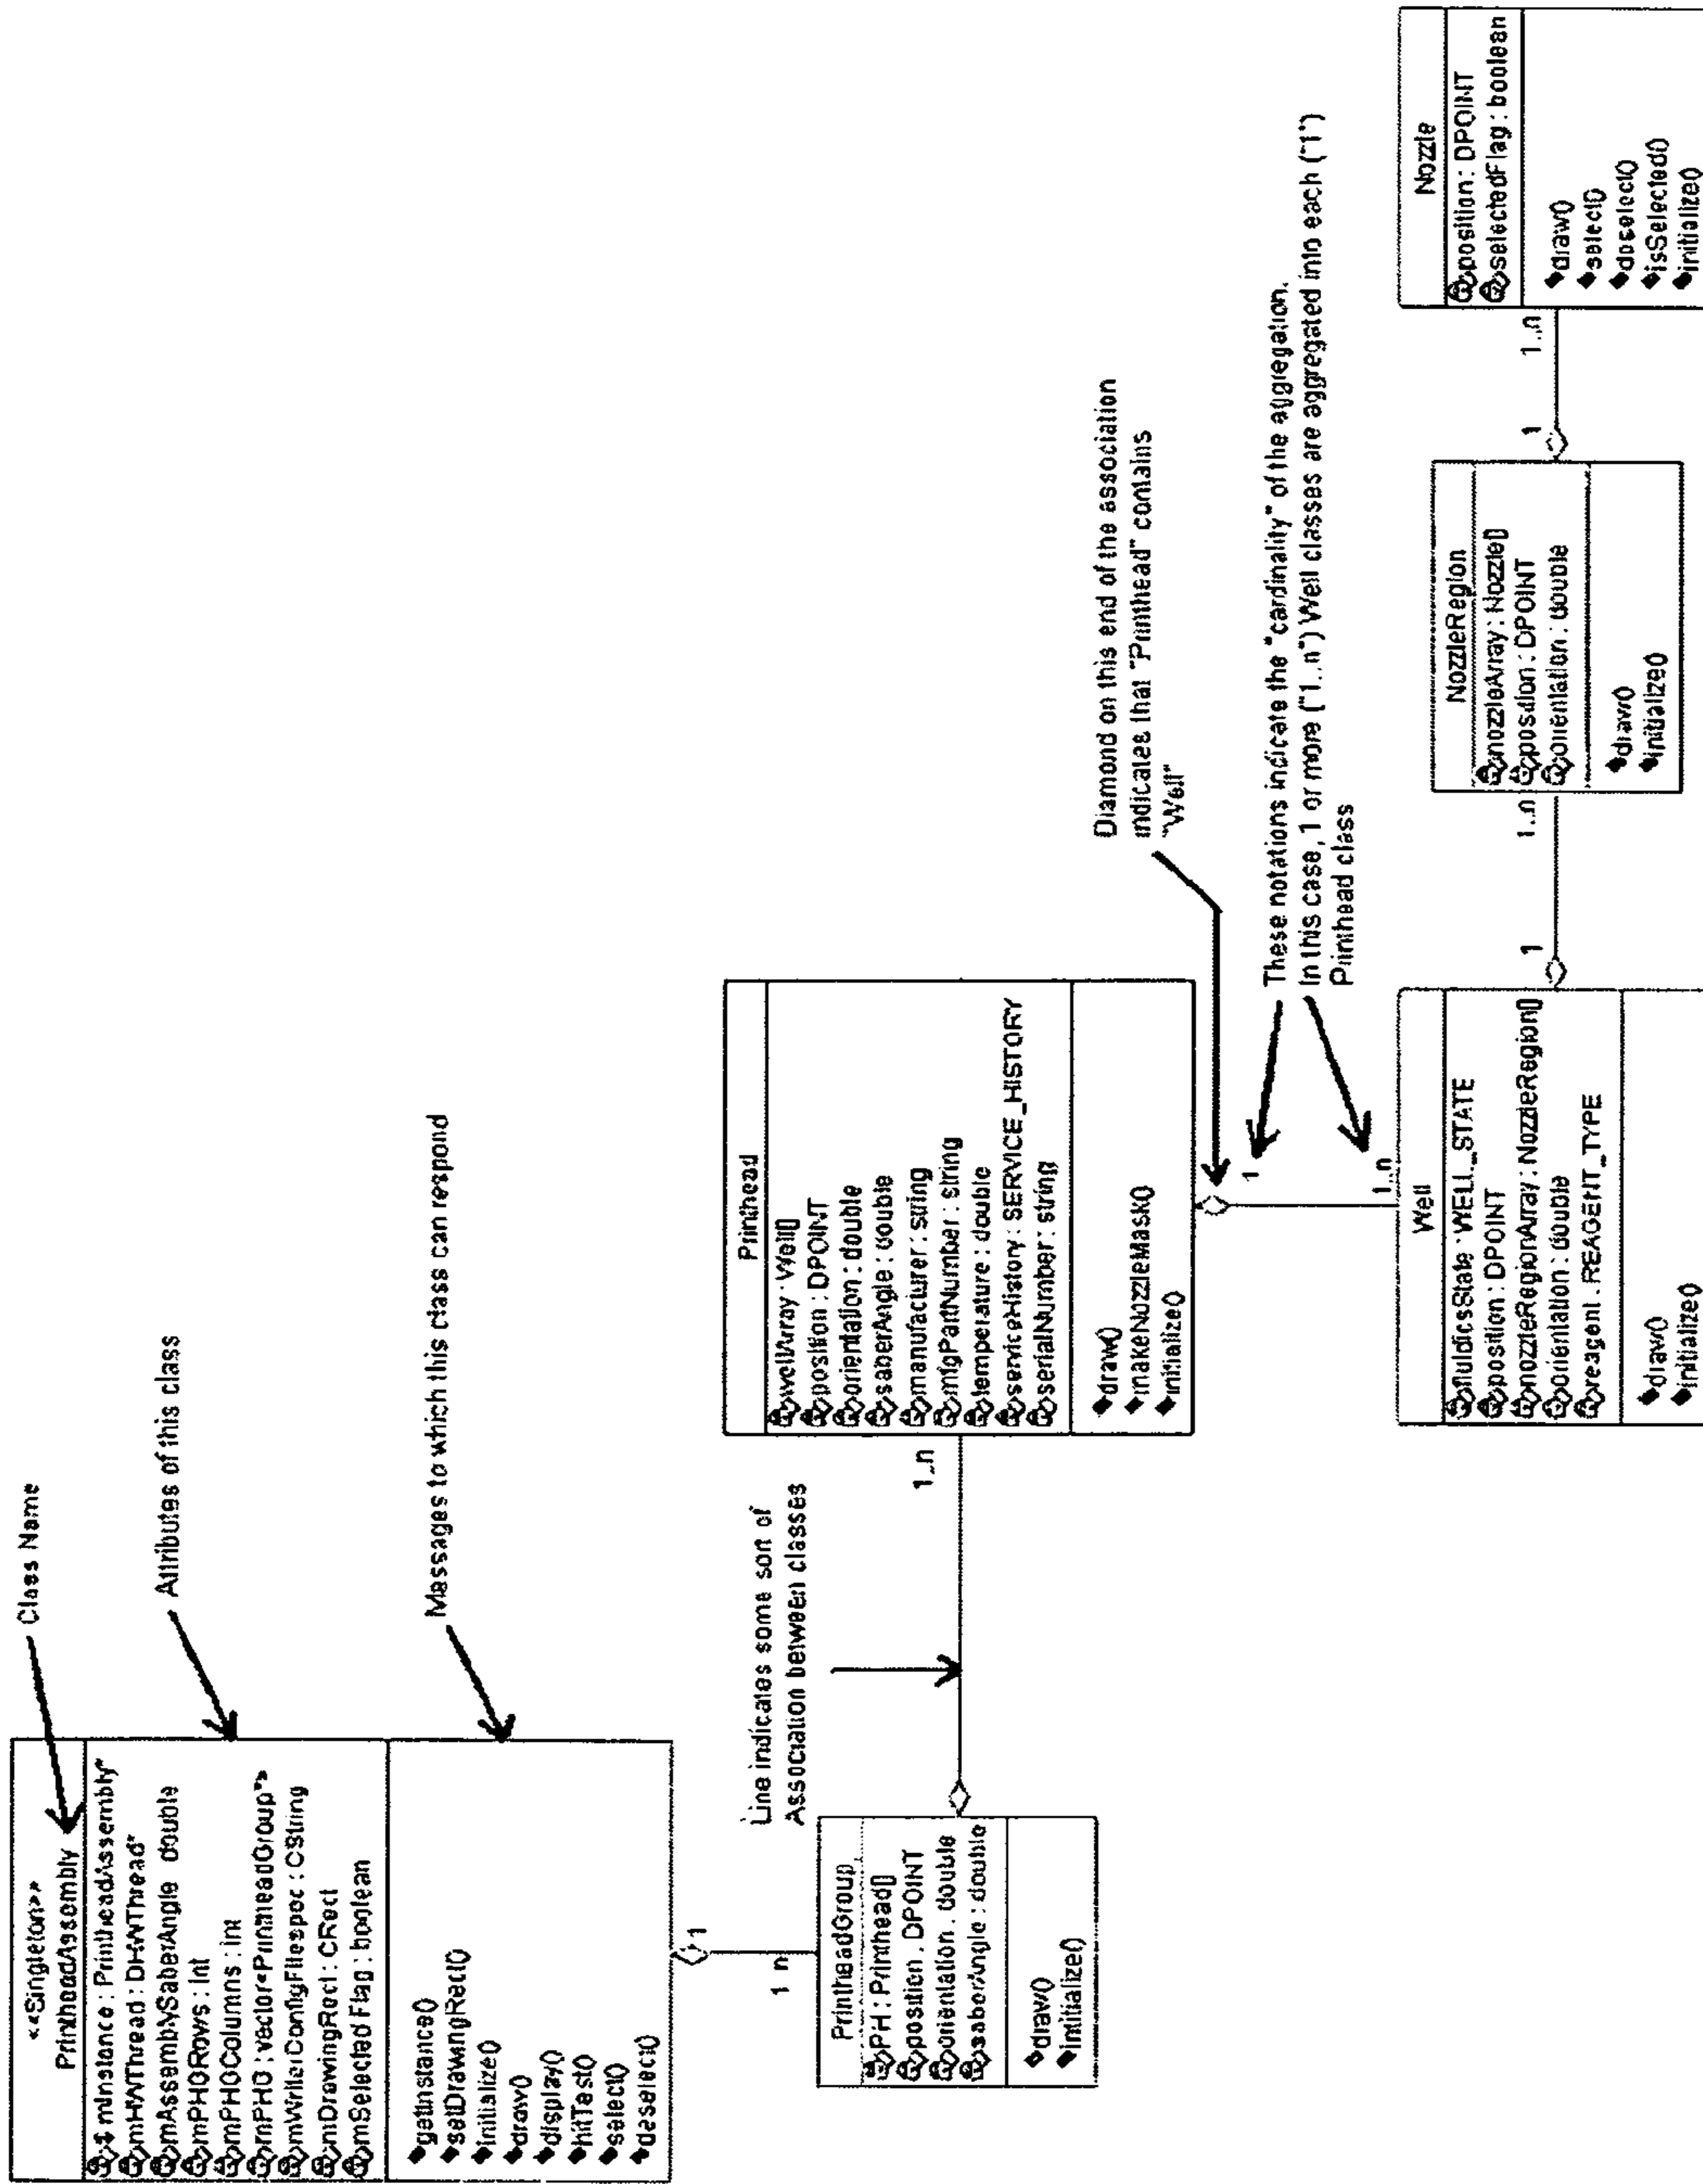 Class Name
<<Singleton>>
PrintheadAssembly
$ mInstance : PrintheadAssembly*
mHWThread : DHWThread*
mAssemblySaberAngle double
mPHGRows : int
mPHGColumns : int
mPHG : vector<PrintheadGroup*>
mWriterConfigFilespec : CString
mDrawingRect : CRect
mSelected Flag : boolean
getInstance()
setDrawingRect()
initialize()
draw()
display()
hitTest()
select()
deselect()
Attributes of this class
Messages to which this class can respond
1
1 n
PrintheadGroup
PH : Printhead[]
position . DPOINT
orientation . double
saberAngle : double
draw()
initialize()
Line indicates some sort of
Association between classes
1..n
Printhead
wellArray : Well[]
position : DPOINT
orientation : double
saberAngle : double
manufacturer : string
mfgPartNumber : string
temperature : double
serviceHistory : SERVICE_HISTORY
serialNumber : string
draw()
makeNozzleMask()
initialize()
Diamond on this end of the association
indicates that "Printhead" contains
"Well"
These notations indicate the "cardinality" of the aggregation.
In this case, 1 or more ("1..n") Well classes are aggregated into each ("1")
Printhead class
1
1..n
Well
fluidicsState : WELL_STATE
position : DPOINT
nozzleRegionArray : NozzleRegion[]
orientation : double
reagent . REAGENT_TYPE
draw()
initialize()
1
1..n
NozzleRegion
nozzleArray : Nozzle[]
position : DPOINT
orientation : double
draw()
initialize()
1
1..n
Nozzle
position : DPOINT
selectedFlag : boolean
draw()
select()
deselect()
isSelected()
initialize()